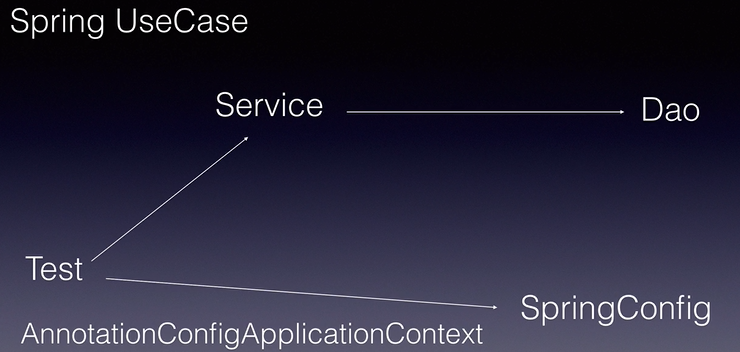 Spring UseCase
Service
Dao
Test
SpringConfig
AnnotationConfigApplicationContext